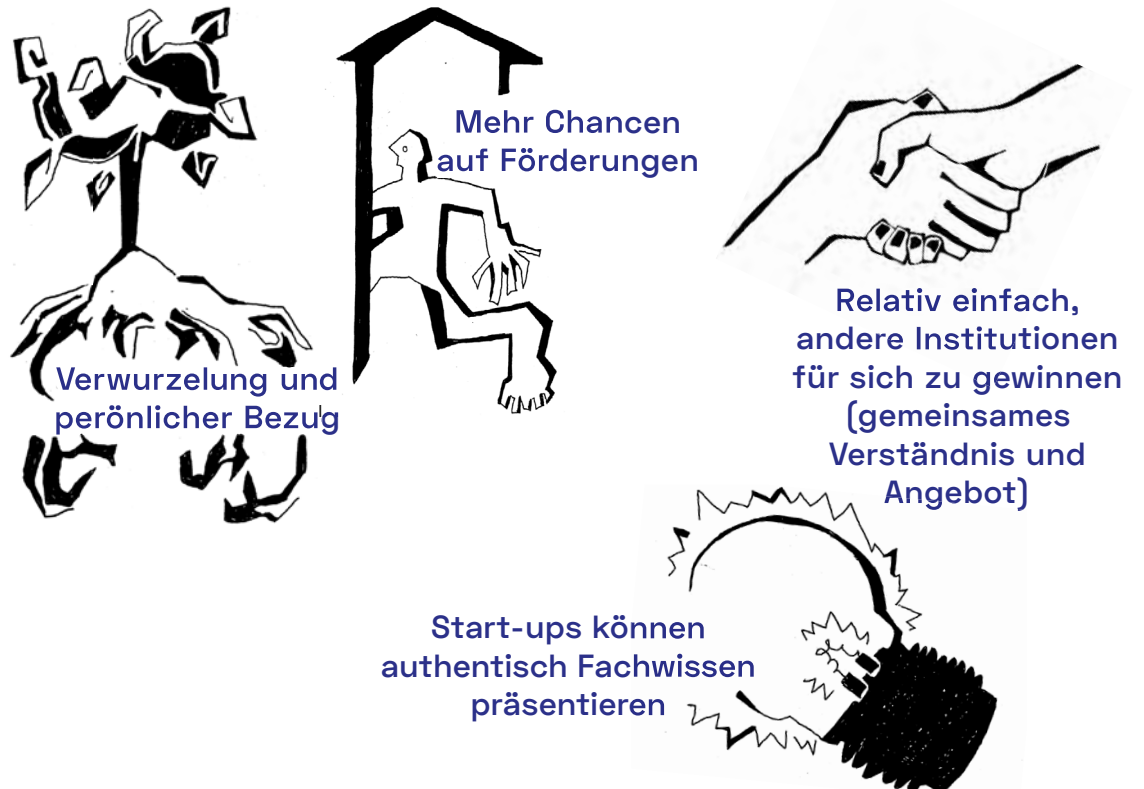 Mehr Chancen
auf Förderungen
Verwurzelung und
perönlicher Bezug
Relativ einfach,
andere Institutionen
für sich zu gewinnen
(gemeinsames
Verständnis und
Angebot)
Start-ups können
authentisch Fachwissen
präsentieren